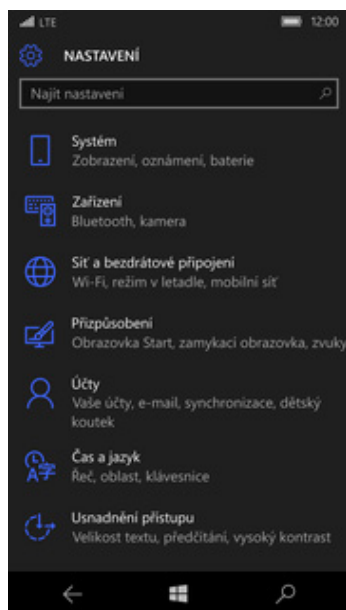 LTE 12:00
NASTAVENÍ
Najít nastavení
Systém
Zobrazení, oznámení, baterie
Zařízení
Bluetooth, kamera
Síť a bezdrátové připojení
Wi-Fi, režim v letadle, mobilní síť
Přizpůsobení
Obrazovka Start, zamykací obrazovka, zvuky
Účty
Vaše účty, e-mail, synchronizace, dětský
koutek
Čas a jazyk
Řeč, oblast, klávesnice
Usnadnění přístupu
Velikost textu, předčítání, vysoký kontrast